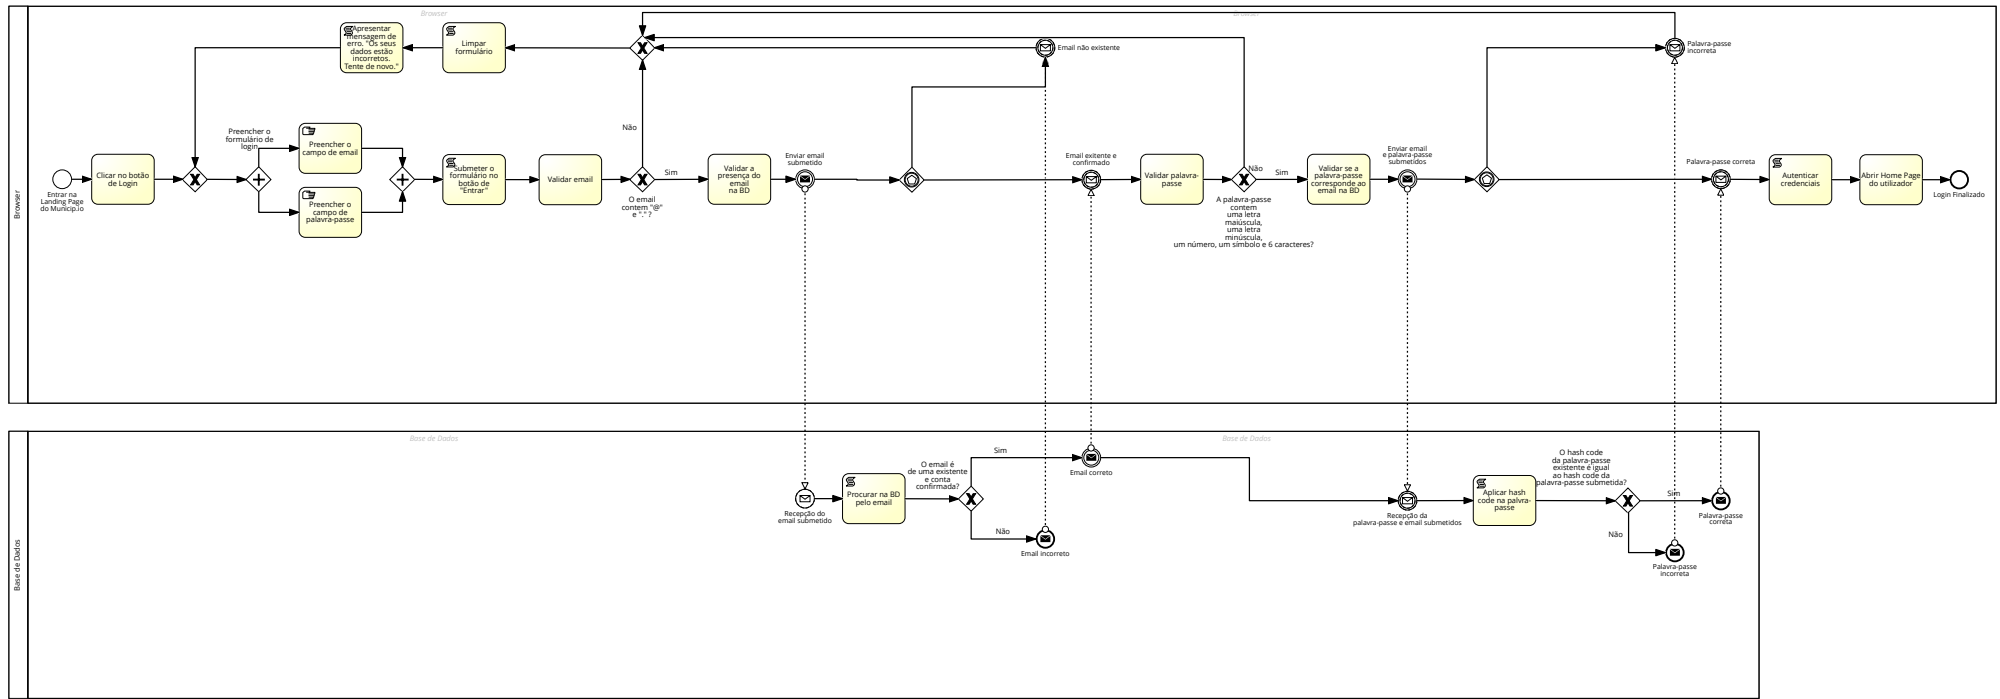 Browser
Browser
Browser
Apresentar
mensagem de
erro. "Os seus
dados estão
incorretos.
Tente de novo."
Limpar
formulário
Email não existente
Palavra-passe
incorreta
Entrar na
Landing Page
do Municip.io
Clicar no botão
de Login
Preencher o
formulário de
login
Preencher o
campo de email
Preencher o
campo de
palavra-passe
Submeter o
formulário no
botão de
"Entrar"
Validar email
Não
Sim
O email
contem "@"
e "." ?
Validar a
presença do
email
na BD
Enviar email
submetido
Email exitente e
confirmado
Validar palavra-
passe
Não
Sim
A palavra-passe
contem
uma letra
maiúscula,
uma letra
minúscula,
um número, um símbolo e 6 caracteres?
Validar se a
palavra-passe
corresponde ao
email na BD
Enviar email
e palavra-passe
submetidos
Palavra-passe correta
Autenticar
credenciais
Abrir Home Page
do utilizador
Login Finalizado
Base de Dados
Base de Dados
Base de Dados
Recepção do
email submetido
Procurar na BD
pelo email
O email é
de uma existente
e conta
confirmada?
Sim
Não
Email correto
Email incorreto
Recepção da
palavra-passe e email submetidos
Aplicar hash
code na palvra-
passe
O hash code
da palavra-passe
existente é igual
ao hash code da
palavra-passe submetida?
Sim
Não
Palavra-passe
correta
Palavra-passe
incorreta